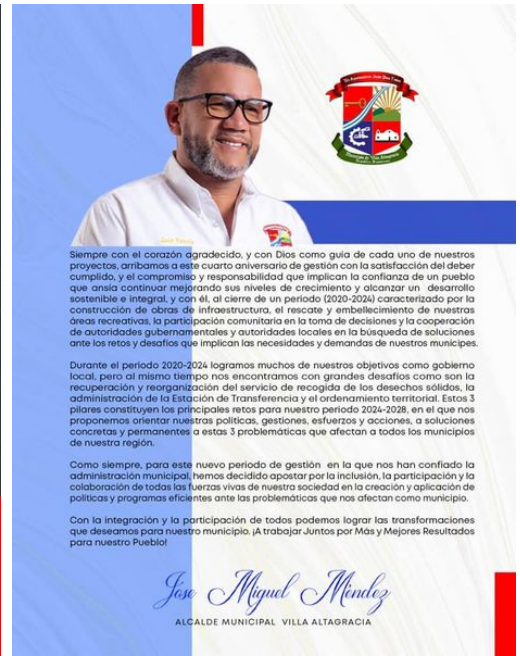 Siempre con el corazón agradecido, y con Dios como guía de cada uno de nuestros
proyectos, arribamos a este cuarto aniversario de gestión con la satisfacción del deber
cumplido, y el compromiso y responsabilidad que implican la confianza de un pueblo
que ansía continuar mejorando sus niveles de crecimiento y alcanzar un desarrollo
sostenible e integral, y con él, al cierre de un periodo (2020-2024) caracterizado por la
construcción de obras de infraestructura, el rescate y embellecimiento de nuestras
áreas recreativas, la participación comunitaria en la toma de decisiones y la cooperación
de autoridades gubernamentales y autoridades locales en la búsqueda de soluciones
ante los retos y desafíos que implican las necesidades y demandas de nuestros munícipes.
Durante el periodo 2020-2024 logramos muchos de nuestros objetivos como gobierno
local, pero al mismo tiempo nos encontramos con grandes desafíos como son la
recuperación y reorganización del servicio de recogida de los desechos sólidos, la
administración de la Estación de Transferencia y el ordenamiento territorial. Estos 3
pilares constituyen los principales retos para nuestro periodo 2024-2028, en el que nos
proponemos orientar nuestras políticas, gestiones, esfuerzos y acciones, a soluciones
concretas y permanentes a estas 3 problemáticas que afectan a todos los municipios
de nuestra región.
Como siempre, para este nuevo periodo de gestión en la que nos han confiado la
administración municipal, hemos decidido apostar por la inclusión, la participación y la
colaboración de todas las fuerzas vivas de nuestra sociedad en la creación y aplicación de
políticas y programas eficientes ante las problemáticas que nos afectan como municipio.
Con la integración y la participación de todos podemos lograr las transformaciones
que deseamos para nuestro municipio. ¡A trabajar Juntos por Más y Mejores Resultados
para nuestro Pueblo!
Jose Miguel Méndez
ALCALDE MUNICIPAL VILLA ALTAGRACIA